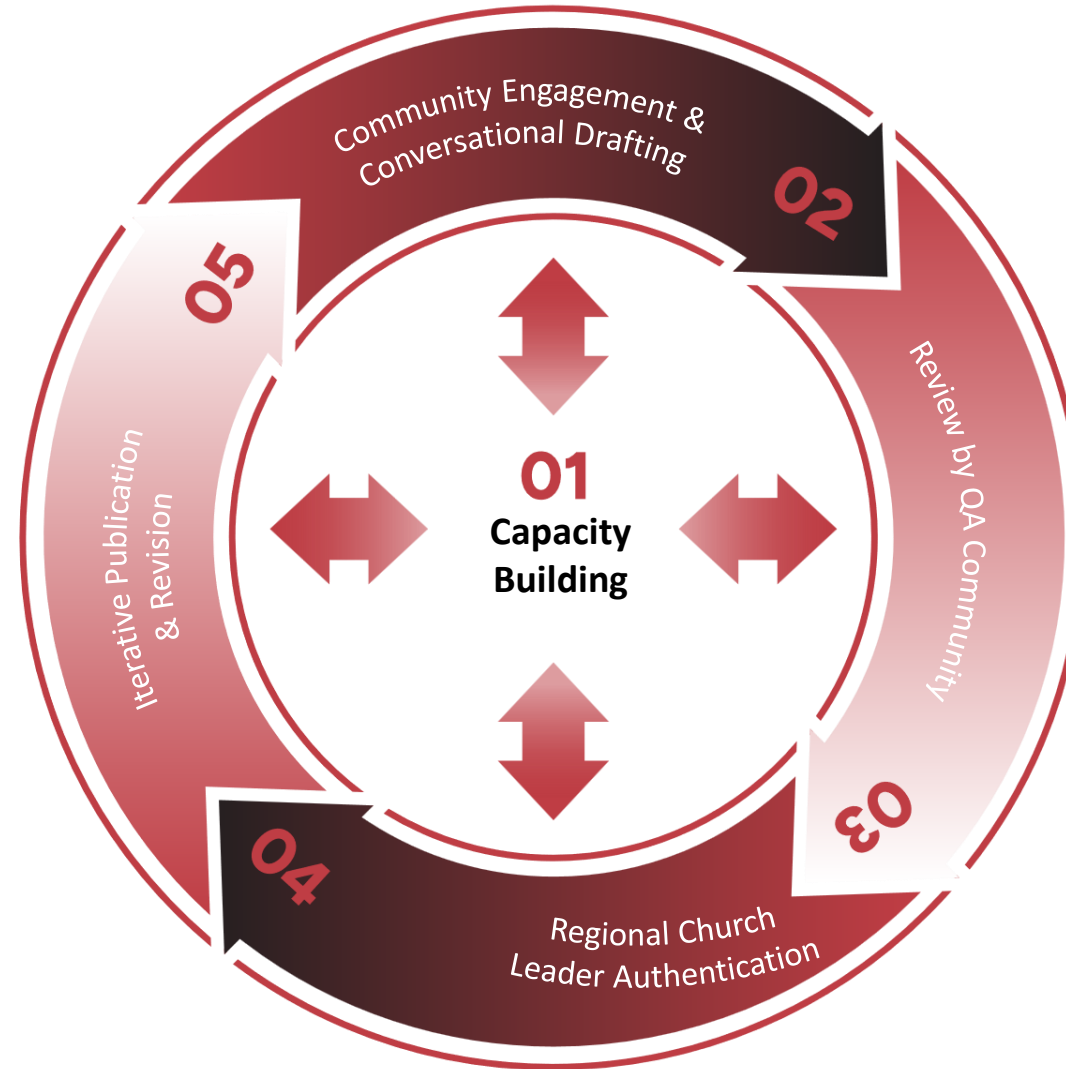 01
Capacity
Building
Community Engagement &
Conversational Drafting
02
Review by QA Community
03
Regional Church
Leader Authentication
04
Iterative Publication
& Revision
05